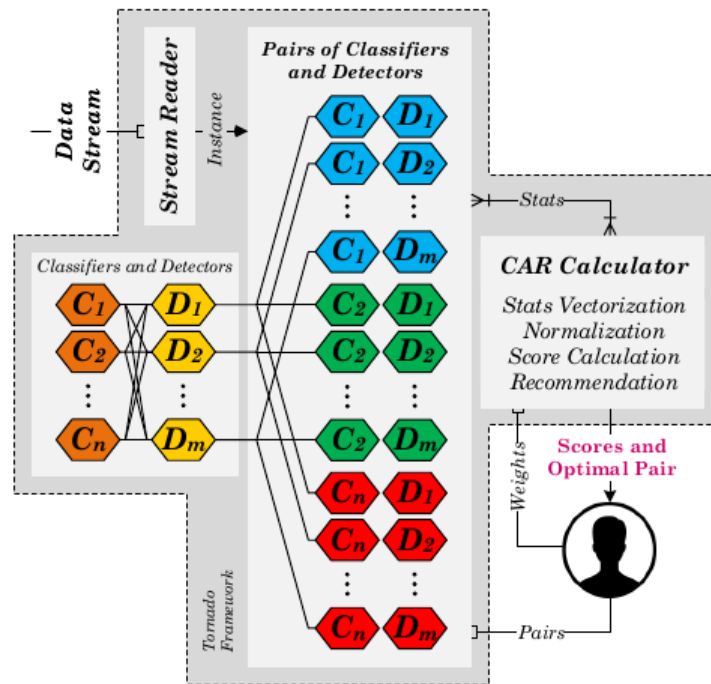 Data
Stream
Stream Reader
Instance
Pairs of Classifiers
and Detectors
C1 D1
C1 D2
... ...
C1 Dm
C2 D1
C2 D2
... ...
C2 Dm
Cn D1
Cn D2
... ...
Cn Dm
Classifiers and Detectors
C1 D1
C2 D2
... ...
Cn Dm
Stats
CAR Calculator
Stats Vectorization
Normalization
Score Calculation
Recommendation
Weights
Scores and
Optimal Pair
Pairs
Tornado
Framework